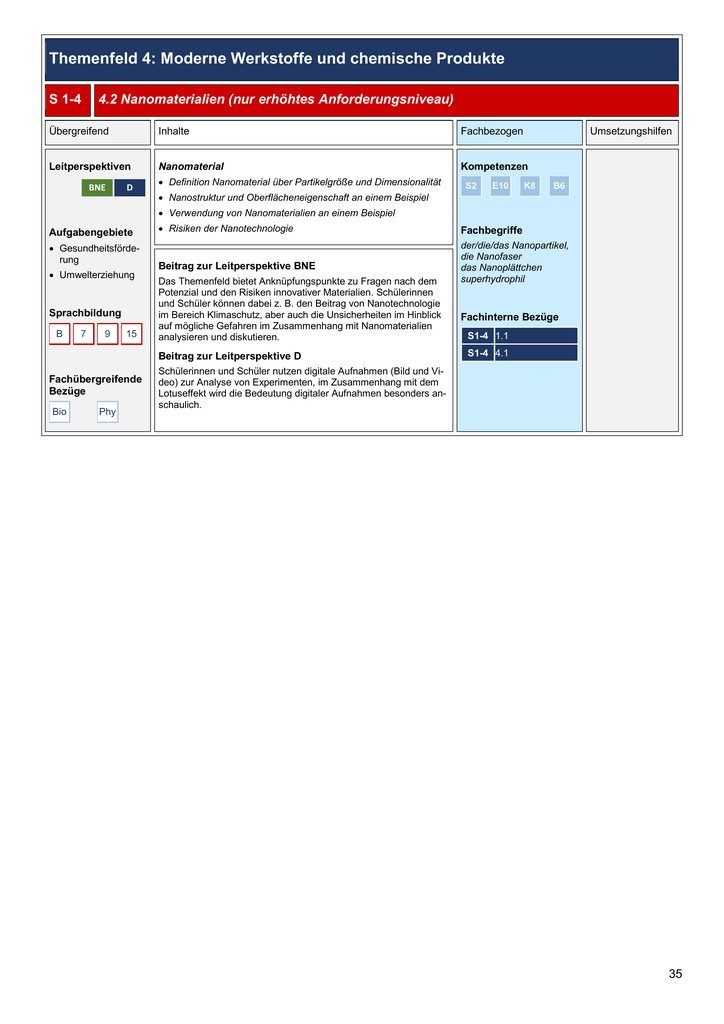 Themenfeld 4: Moderne Werkstoffe und chemische Produkte
S 1-4
4.2 Nanomaterialien (nur erhöhtes Anforderungsniveau)
Übergreifend
Inhalte
Fachbezogen
Umsetzungshilfen
Leitperspektiven
BNE D
Aufgabengebiete
• Gesundheitsförde-
rung
• Umwelterziehung
Sprachbildung
B 7 9 15
Fachübergreifende
Bezüge
Bio Phy
Nanomaterial
• Definition Nanomaterial über Partikelgröße und Dimensionalität
• Nanostruktur und Oberflächeneigenschaft an einem Beispiel
• Verwendung von Nanomaterialien an einem Beispiel
• Risiken der Nanotechnologie
Beitrag zur Leitperspektive BNE
Das Themenfeld bietet Anknüpfungspunkte zu Fragen nach dem
Potenzial und den Risiken innovativer Materialien. Schülerinnen
und Schüler können dabei z. B. den Beitrag von Nanotechnologie
im Bereich Klimaschutz, aber auch die Unsicherheiten im Hinblick
auf mögliche Gefahren im Zusammenhang mit Nanomaterialien
analysieren und diskutieren.
Beitrag zur Leitperspektive D
Schülerinnen und Schüler nutzen digitale Aufnahmen (Bild und Vi-
deo) zur Analyse von Experimenten, im Zusammenhang mit dem
Lotuseffekt wird die Bedeutung digitaler Aufnahmen besonders an-
schaulich.
Kompetenzen
S2 E10 K8 B6
Fachbegriffe
der/die/das Nanopartikel,
die Nanofaser
das Nanoplättchen
superhydrophil
Fachinterne Bezüge
S1-4 1.1
S1-4 4.1
35